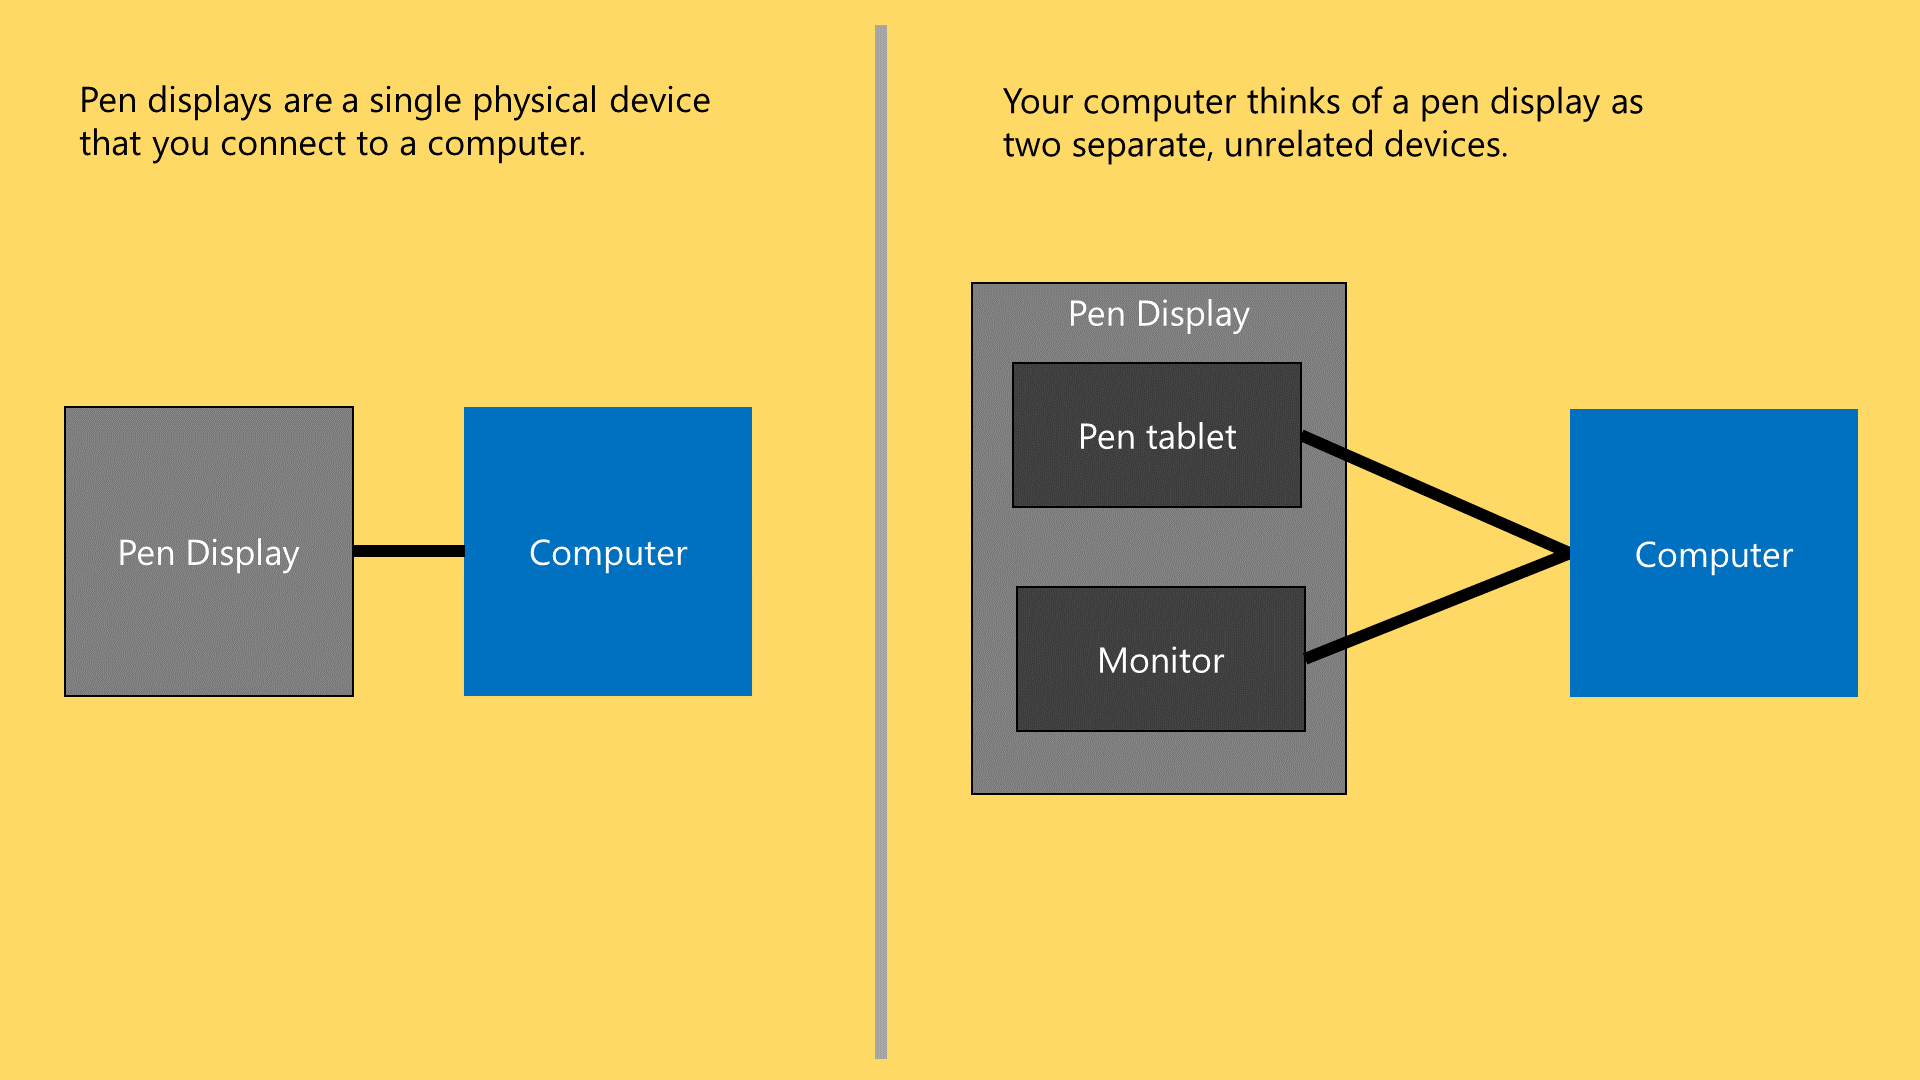 Pen displays are a single physical device
that you connect to a computer.
Pen Display
Computer
Your computer thinks of a pen display as
two separate, unrelated devices.
Pen Display
Pen tablet
Monitor
Computer